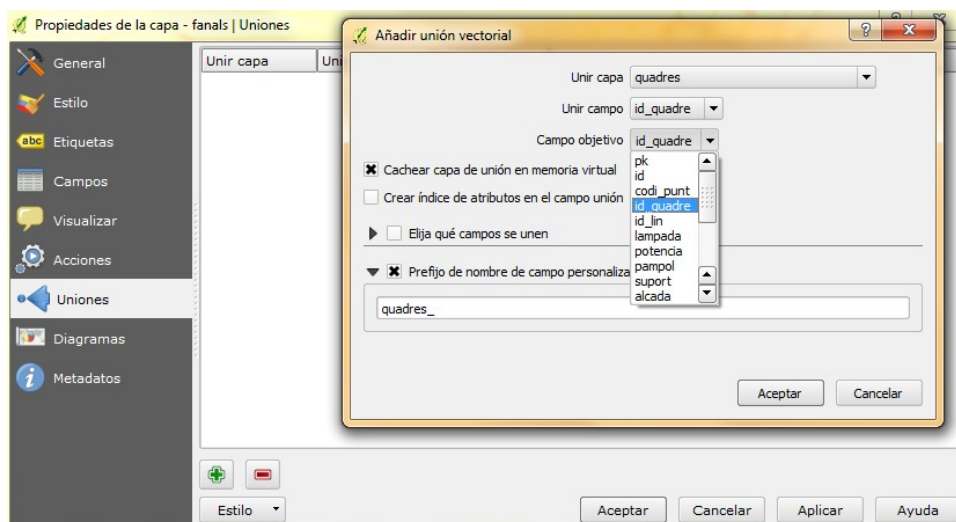 Propiedades de la capa - fanals | Uniones
General
Estilo
abc Etiquetas
Campos
Visualizar
Acciones
Uniones
Diagramas
i Metadatos
Unir capa
Estilo
Aceptar Cancelar Aplicar Ayuda
Añadir unión vectorial ?
Unir capa quadres
Unir campo id_quadre
Campo objetivo id_quadre
pk
id
codi_punt
id_quadre
id_lin
lampada
potencia
pampol
suport
alcada
Cachear capa de unión en memoria virtual
Crear índice de atributos en el campo unión
Elija qué campos se unen
Prefijo de nombre de campo personaliza
quadres_
Aceptar Cancelar